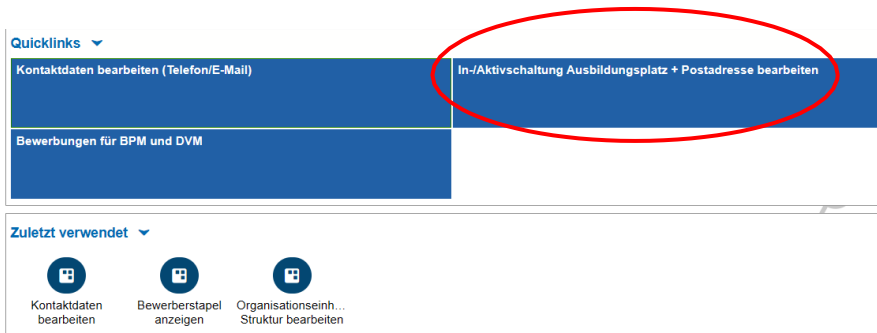 Quicklinks
Kontaktdaten bearbeiten (Telefon/E-Mail)
In-/Aktivschaltung Ausbildungsplatz + Postadresse bearbeiten
Bewerbungen für BPM und DVM
Zuletzt verwendet
Kontaktdaten
bearbeiten
Bewerberstapel
anzeigen
Organisationseinh...
Struktur bearbeiten